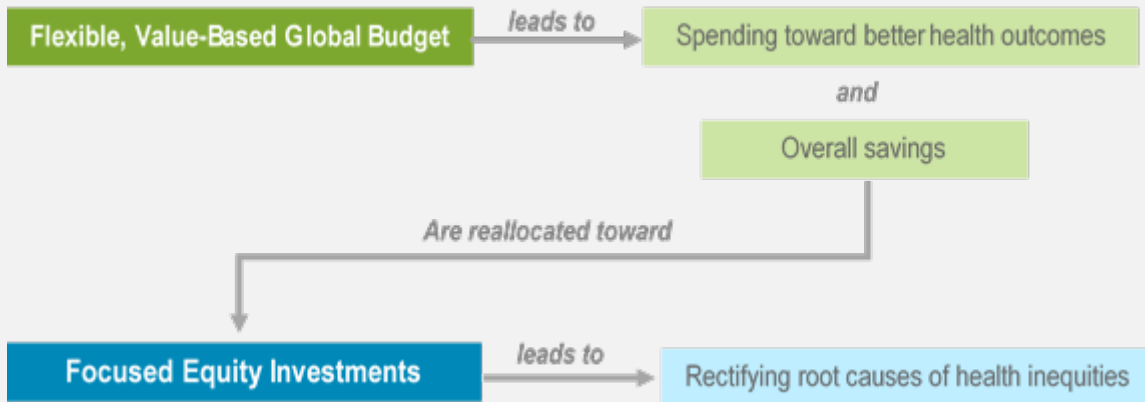 Flexible, Value-Based Global Budget
leads to
Spending toward better health outcomes
and
Overall savings
Are reallocated toward
Focused Equity Investments
leads to
Rectifying root causes of health inequities